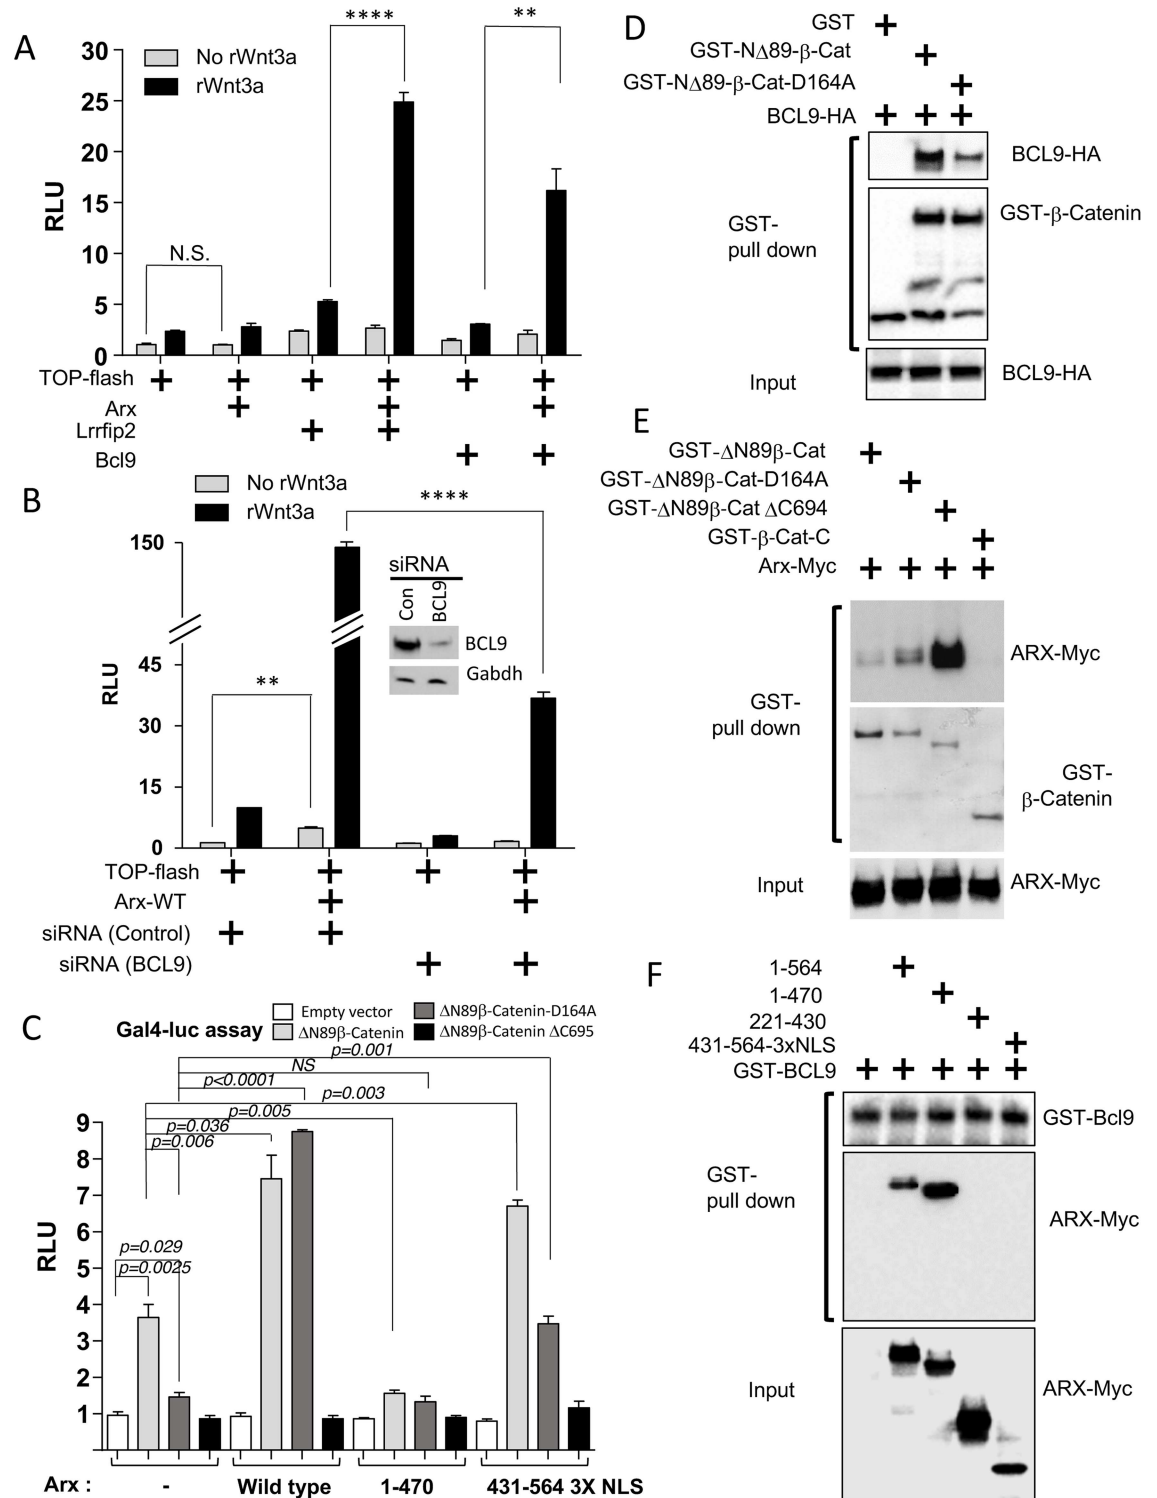 A
No rWnt3a
rWnt3a
****
**
30
25
20
15
10
5
0
RLU
N.S.
TOP-flash + + + + + +
Arx + + +
Lrrfip2 + +
Bcl9 + +
B
No rWnt3a
rWnt3a
****
150
45
30
15
0
RLU
**
siRNA
Con
BCL9
BCL9
Gabdh
TOP-flash + + + +
Arx-WT + +
siRNA (Control) + +
siRNA (BCL9) + +
C
Gal4-luc assay
Empty vector
ΔN89β-Catenin
ΔN89β-Catenin-D164A
ΔN89β-Catenin ΔC695
p=0.001
NS
p<0.0001
p=0.003
p=0.005
p=0.036
p=0.006
p=0.029
p=0.0025
9
8
7
6
5
4
3
2
1
RLU
Arx : - Wild type 1-470 431-564 3X NLS
D
GST +
GST-NΔ89-β-Cat +
GST-NΔ89-β-Cat-D164A +
BCL9-HA + + +
GST-
pull down
BCL9-HA
GST-β-Catenin
Input
BCL9-HA
E
GST-ΔN89β-Cat +
GST-ΔN89β-Cat-D164A +
GST-ΔN89β-Cat ΔC694 +
GST-β-Cat-C +
Arx-Myc + + + +
GST-
pull down
ARX-Myc
GST-
β-Catenin
Input
ARX-Myc
F
1-564 +
1-470 +
221-430 +
431-564-3xNLS +
GST-BCL9 + + + + +
GST-
pull down
GST-Bcl9
ARX-Myc
Input
ARX-Myc